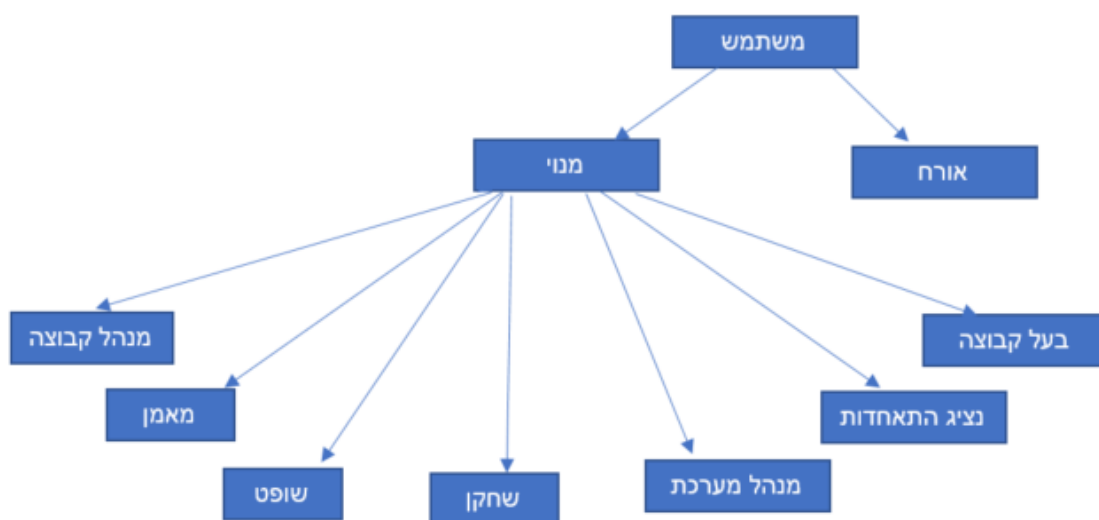 משתמש
אורח
מנוי
בעל קבוצה
נציג התאחדות
מנהל מערכת
שחקן
שופט
מאמן
מנהל קבוצה